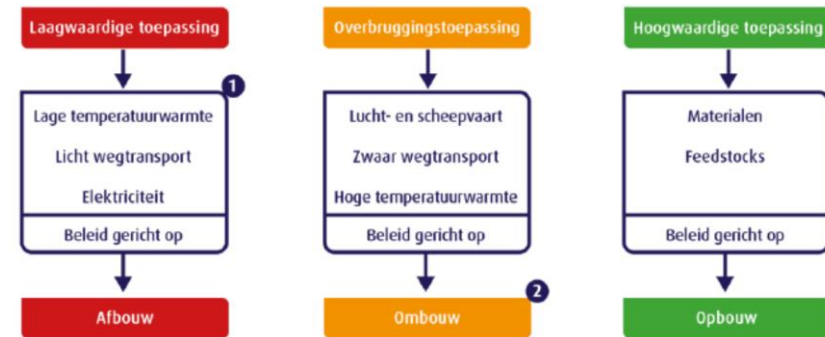 Laagwaardige toepassing
1
Lage temperatuurwarmte
Licht wegtransport
Elektriciteit
Beleid gericht op
Afbouw
Overbruggingstoepassing
Lucht- en scheepvaart
Zwaar wegtransport
Hoge temperatuurwarmte
Beleid gericht op
2
Ombouw
Hoogwaardige toepassing
Materialen
Feedstocks
Beleid gericht op
Opbouw